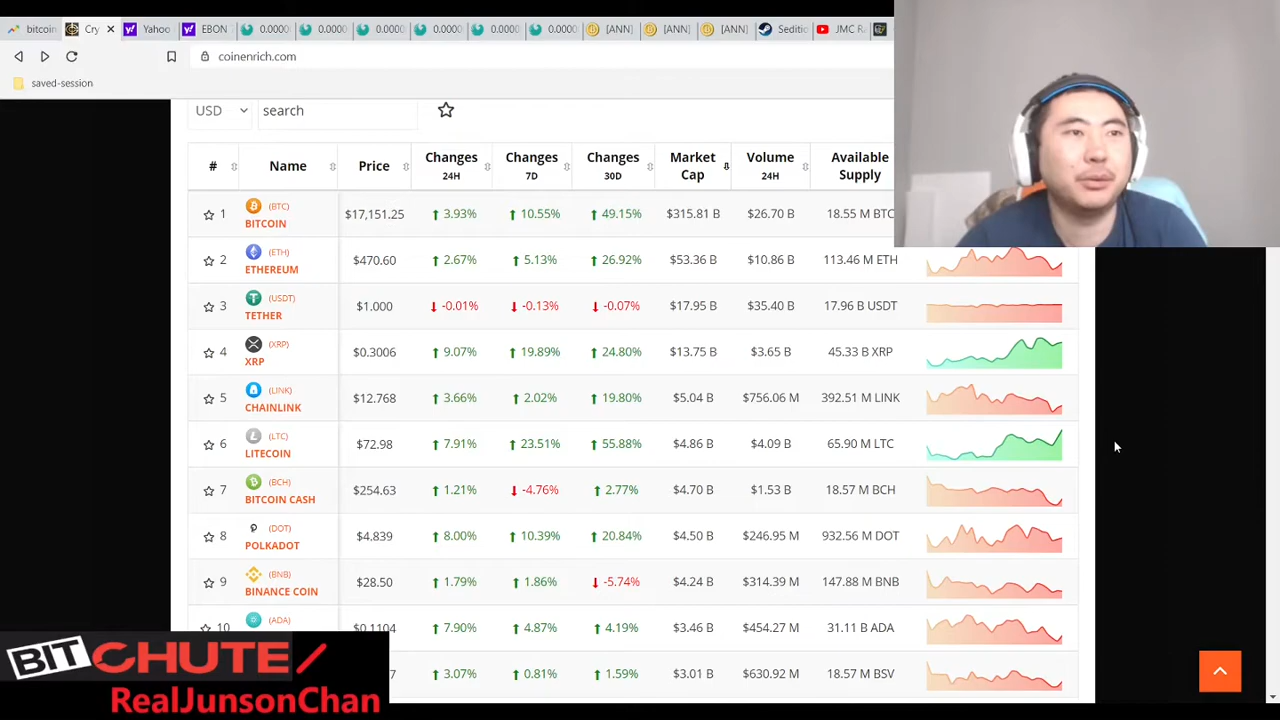 bitcoin Cry Yahoo EBON 0.0000 0.0000 0.0000 0.0000 0.0000 0.0000 [ANN] [ANN] [ANN] Seditio JMC R
coinenrich.com
saved-session
USD search
# Name Price Changes 24H Changes 7D Changes 30D Market Cap Volume 24H Available Supply
1 (BTC) BITCOIN $17,151.25 3.93% 10.55% 49.15% $315.81 B $26.70 B 18.55 M BTC
2 (ETH) ETHEREUM $470.60 2.67% 5.13% 26.92% $53.36 B $10.86 B 113.46 M ETH
3 (USDT) TETHER $1.000 -0.01% -0.13% -0.07% $17.95 B $35.40 B 17.96 B USDT
4 (XRP) XRP $0.3006 9.07% 19.89% 24.80% $13.75 B $3.65 B 45.33 B XRP
5 (LINK) CHAINLINK $12.768 3.66% 2.02% 19.80% $5.04 B $756.06 M 392.51 M LINK
6 (LTC) LITECOIN $72.98 7.91% 23.51% 55.88% $4.86 B $4.09 B 65.90 M LTC
7 (BCH) BITCOIN CASH $254.63 1.21% -4.76% 2.77% $4.70 B $1.53 B 18.57 M BCH
8 (DOT) POLKADOT $4.839 8.00% 10.39% 20.84% $4.50 B $246.95 M 932.56 M DOT
9 (BNB) BINANCE COIN $28.50 1.79% 1.86% -5.74% $4.24 B $314.39 M 147.88 M BNB
10 (ADA) $0.1104 7.90% 4.87% 4.19% $3.46 B $454.27 M 31.11 B ADA
7 3.07% 0.81% 1.59% $3.01 B $630.92 M 18.57 M BSV
BITCHUTE/
RealJunsonChan